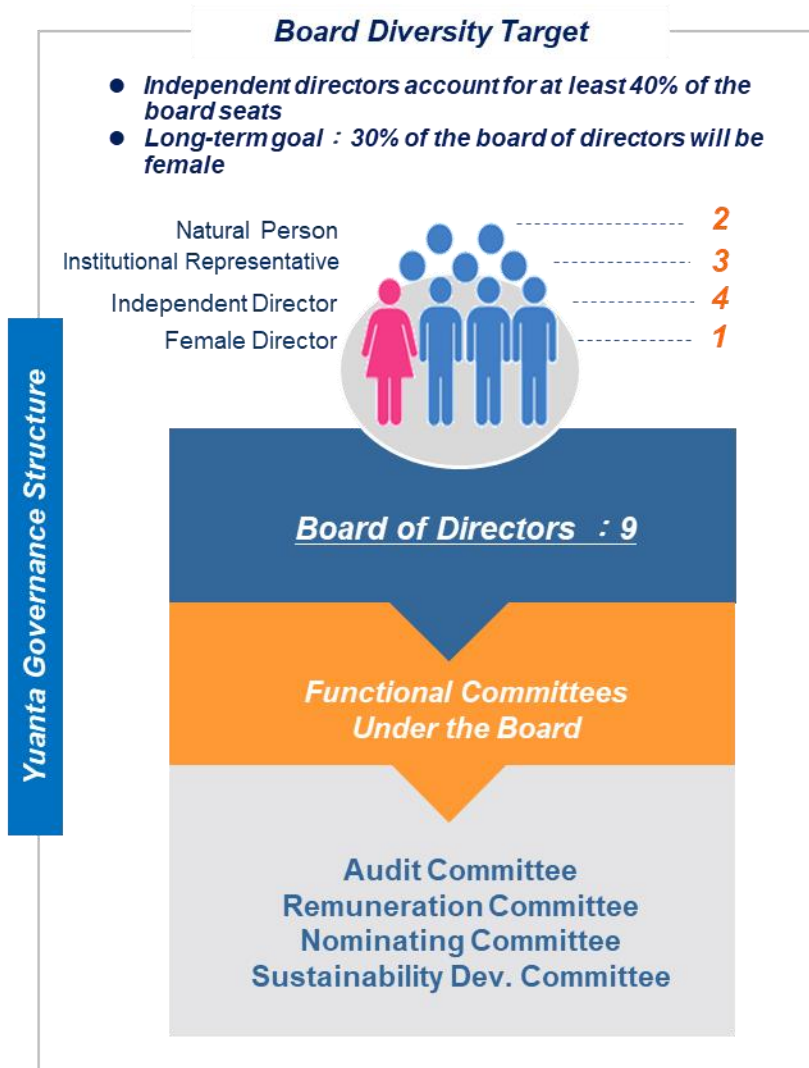 Board Diversity Target
● Independent directors account for at least 40% of the
board seats
● Long-term goal：30% of the board of directors will be
female
Natural Person 2
Institutional Representative 3
Independent Director 4
Female Director 1
Yuanta Governance Structure
Board of Directors ：9
Functional Committees
Under the Board
Audit Committee
Remuneration Committee
Nominating Committee
Sustainability Dev. Committee